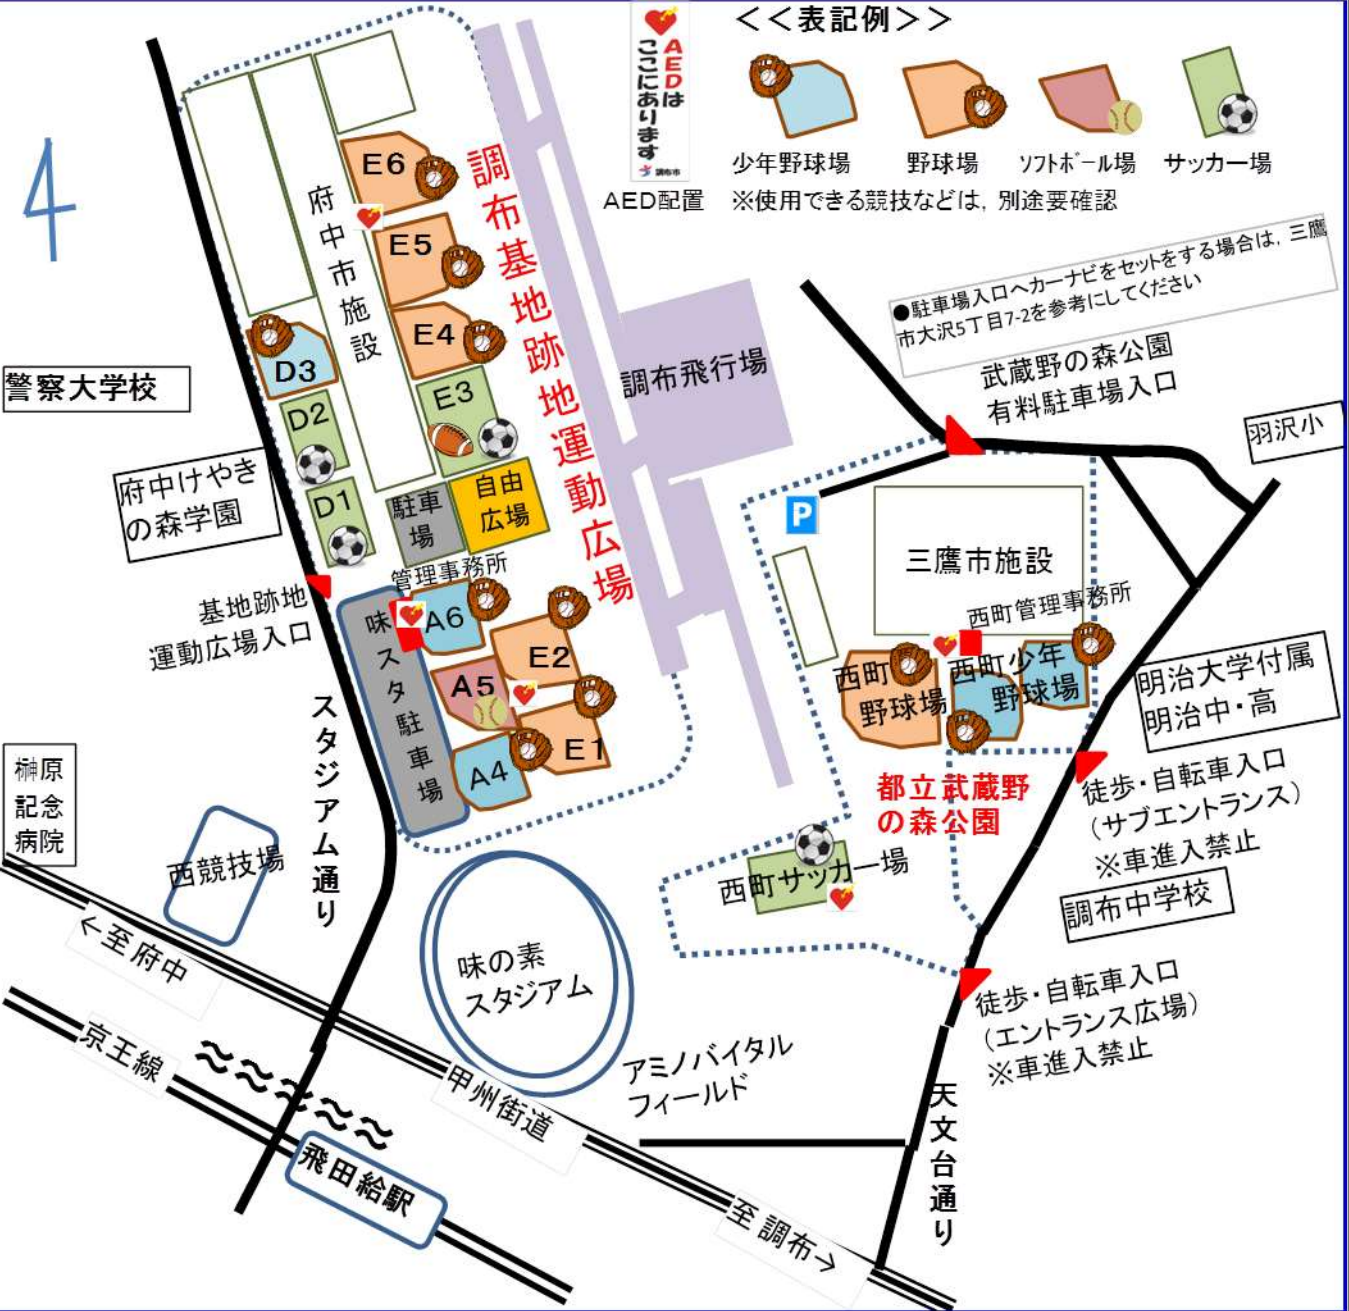 ＜＜表記例＞＞
AEDは
ここにあります
調布市
AED配置
少年野球場
野球場
ソフトボール場
サッカー場
※使用できる競技などは，別途要確認
●駐車場入口へカーナビをセットをする場合は，三鷹
市大沢5丁目7-2を参考にしてください
4
E6
E5
E4
E3
府中市施設
調布基地跡地運動広場
調布飛行場
武蔵野の森公園
有料駐車場入口
羽沢小
警察大学校
D3
D2
D1
府中けやき
の森学園
駐車
場
自由
広場
P
三鷹市施設
管理事務所
西町管理事務所
基地跡地
運動広場入口
味スタ駐車場
A6
E2
A5
E1
A4
西町
野球場
西町少年
野球場
明治大学付属
明治中・高
スタジアム通り
都立武蔵野
の森公園
徒歩・自転車入口
（サブエントランス）
※車進入禁止
榊原
記念
病院
西競技場
西町サッカー場
調布中学校
←至府中
味の素
スタジアム
徒歩・自転車入口
（エントランス広場）
※車進入禁止
京王線
甲州街道
アミノバイタル
フィールド
天文台通り
飛田給駅
至調布→